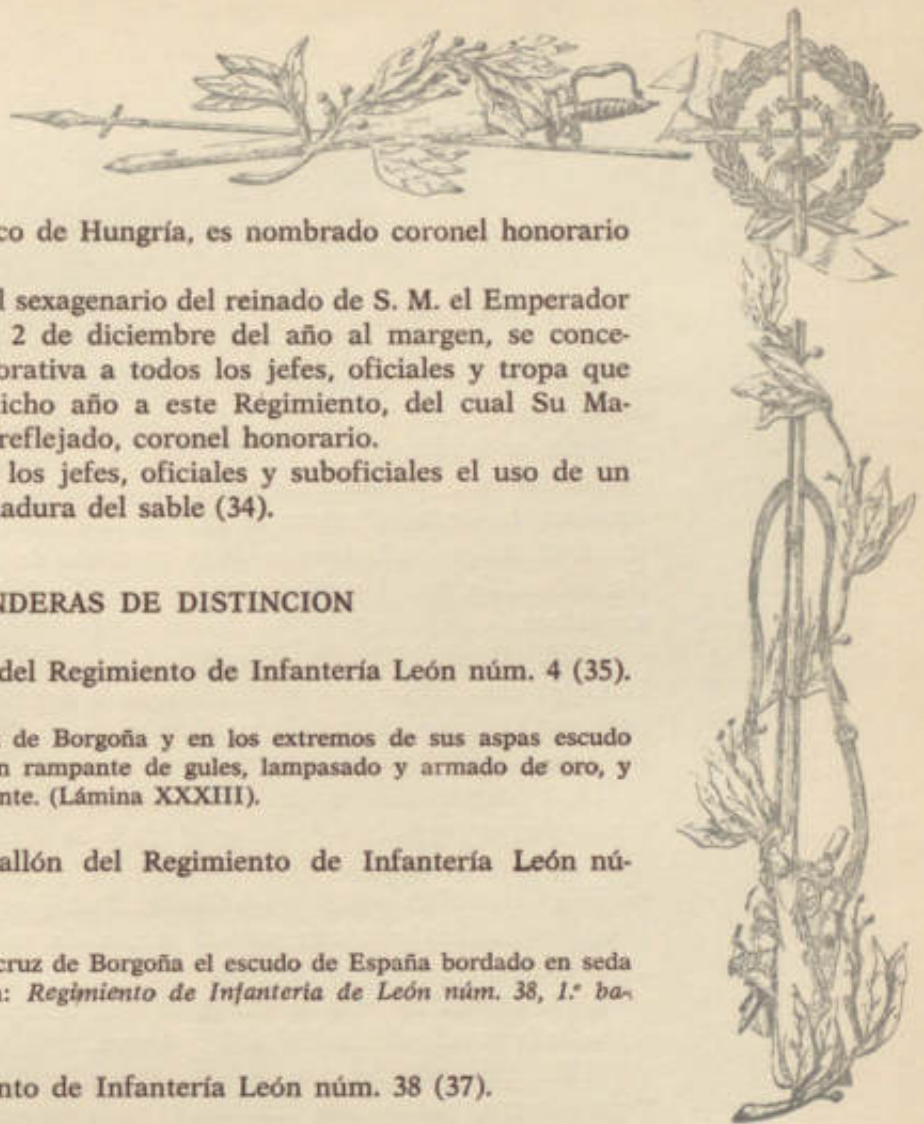 co de Hungría, es nombrado coronel honorario
l sexagenario del reinado de S. M. el Emperador
2 de diciembre del año al margen, se conce-
orativa a todos los jefes, oficiales y tropa que
icho año a este Regimiento, del cual Su Ma-
reflejado, coronel honorario.
los jefes, oficiales y suboficiales el uso de un
adura del sable (34).
NDERAS DE DISTINCION
del Regimiento de Infantería León núm. 4 (35).
de Borgoña y en los extremos de sus aspas escudo
n rampante de gules, lampasado y armado de oro, y
nte. (Lámina XXXIII).
allón del Regimiento de Infantería León nú-
cruz de Borgoña el escudo de España bordado en seda
: Regimiento de Infantería de León núm. 38, 1.º ba-
nto de Infantería León núm. 38 (37).